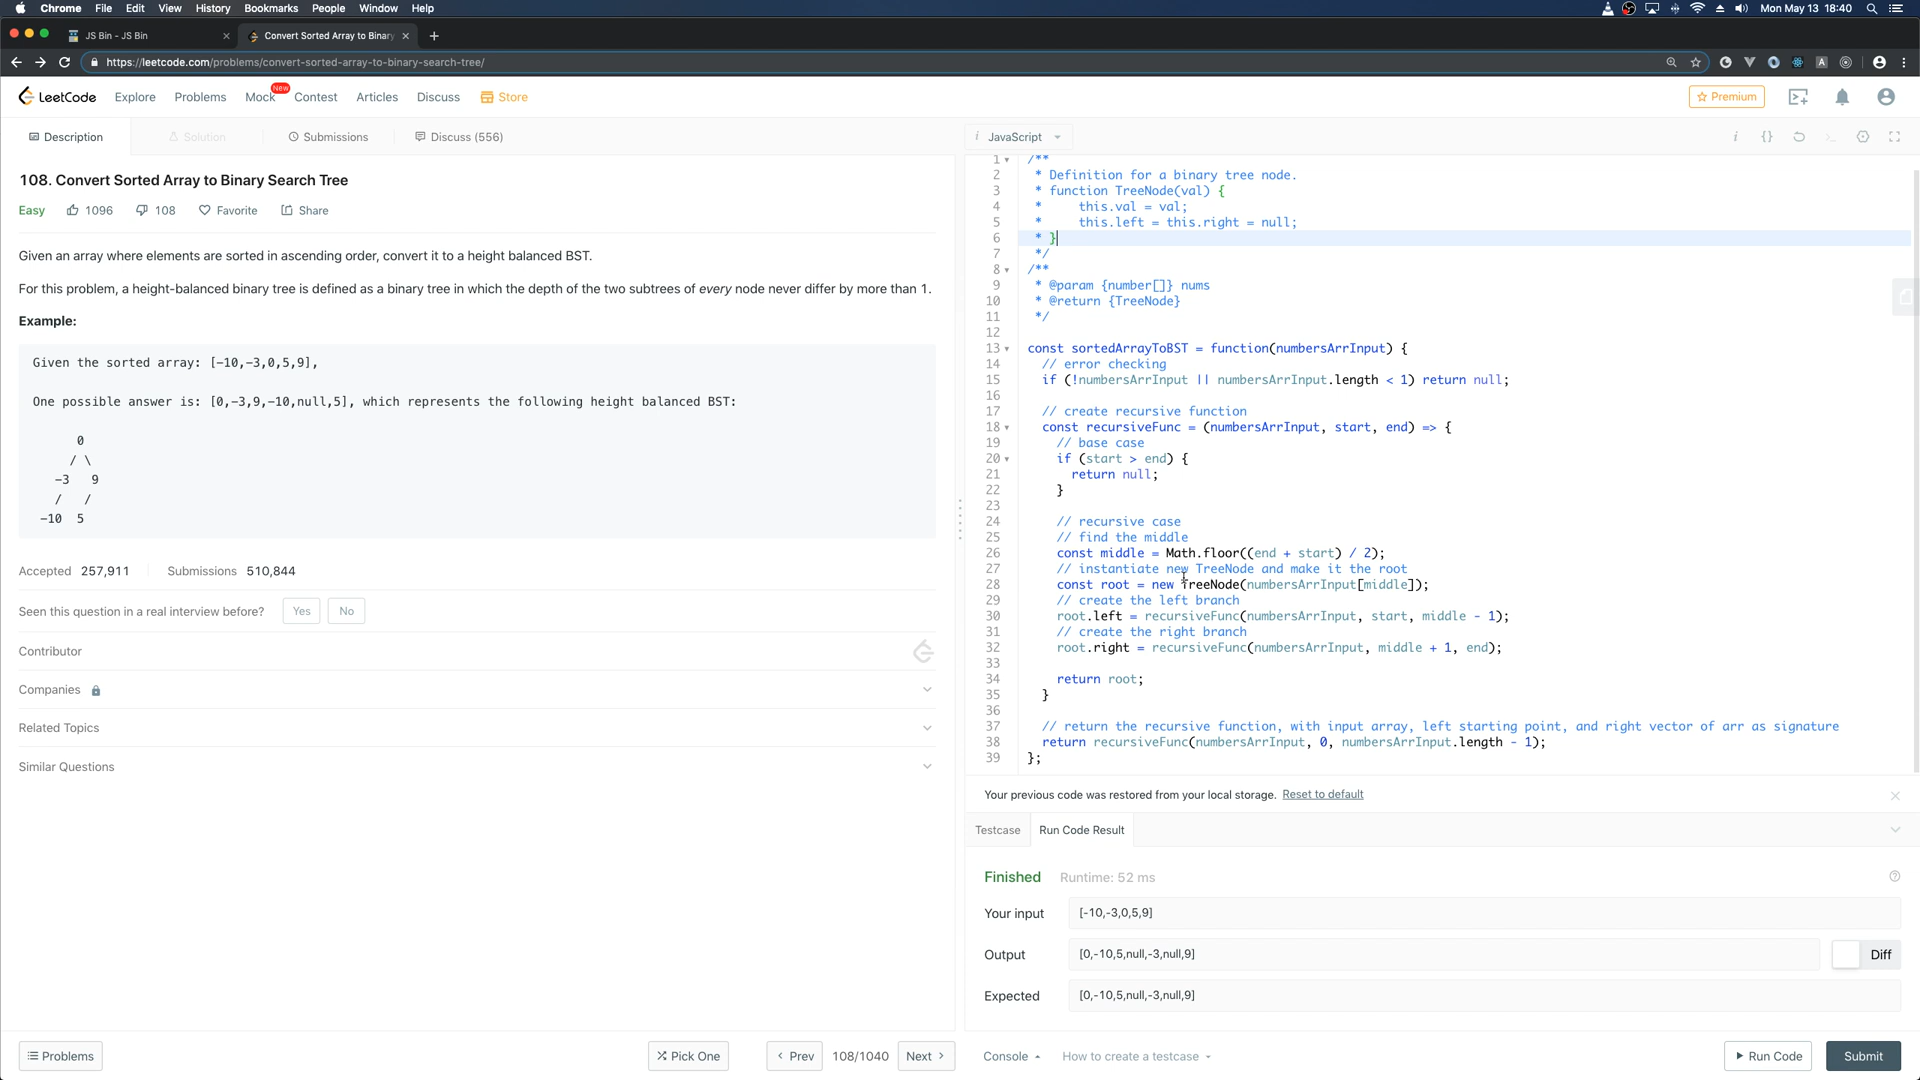 Chrome File Edit View History Bookmarks People Window Help Mon May 13 18:40
JS Bin - JS Bin Convert Sorted Array to Binary
https://leetcode.com/problems/convert-sorted-array-to-binary-search-tree/
LeetCode Explore Problems Mock New Contest Articles Discuss Store Premium
Description Solution Submissions Discuss (556)
108. Convert Sorted Array to Binary Search Tree
Easy 1096 108 Favorite Share
Given an array where elements are sorted in ascending order, convert it to a height balanced BST.
For this problem, a height-balanced binary tree is defined as a binary tree in which the depth of the two subtrees of every node never differ by more than 1.
Example:
Given the sorted array: [-10,-3,0,5,9],
One possible answer is: [0,-3,9,-10,null,5], which represents the following height balanced BST:
0
/ \
-3 9
/ /
-10 5
Accepted 257,911 Submissions 510,844
Seen this question in a real interview before? Yes No
Contributor
Companies
Related Topics
Similar Questions
Problems Pick One Prev 108/1040 Next
i JavaScript i {}
1 /**
2 * Definition for a binary tree node.
3 * function TreeNode(val) {
4 * this.val = val;
5 * this.left = this.right = null;
6 * }
7 */
8 /**
9 * @param {number[]} nums
10 * @return {TreeNode}
11 */
12
13 const sortedArrayToBST = function(numbersArrInput) {
14 // error checking
15 if (!numbersArrInput || numbersArrInput.length < 1) return null;
16
17 // create recursive function
18 const recursiveFunc = (numbersArrInput, start, end) => {
19 // base case
20 if (start > end) {
21 return null;
22 }
23
24 // recursive case
25 // find the middle
26 const middle = Math.floor((end + start) / 2);
27 // instantiate new TreeNode and make it the root
28 const root = new TreeNode(numbersArrInput[middle]);
29 // create the left branch
30 root.left = recursiveFunc(numbersArrInput, start, middle - 1);
31 // create the right branch
32 root.right = recursiveFunc(numbersArrInput, middle + 1, end);
33
34 return root;
35 }
36
37 // return the recursive function, with input array, left starting point, and right vector of arr as signature
38 return recursiveFunc(numbersArrInput, 0, numbersArrInput.length - 1);
39 };
Your previous code was restored from your local storage. Reset to default
Testcase Run Code Result
Finished Runtime: 52 ms
Your input [-10,-3,0,5,9]
Output [0,-10,5,null,-3,null,9] Diff
Expected [0,-10,5,null,-3,null,9]
Console How to create a testcase Run Code Submit